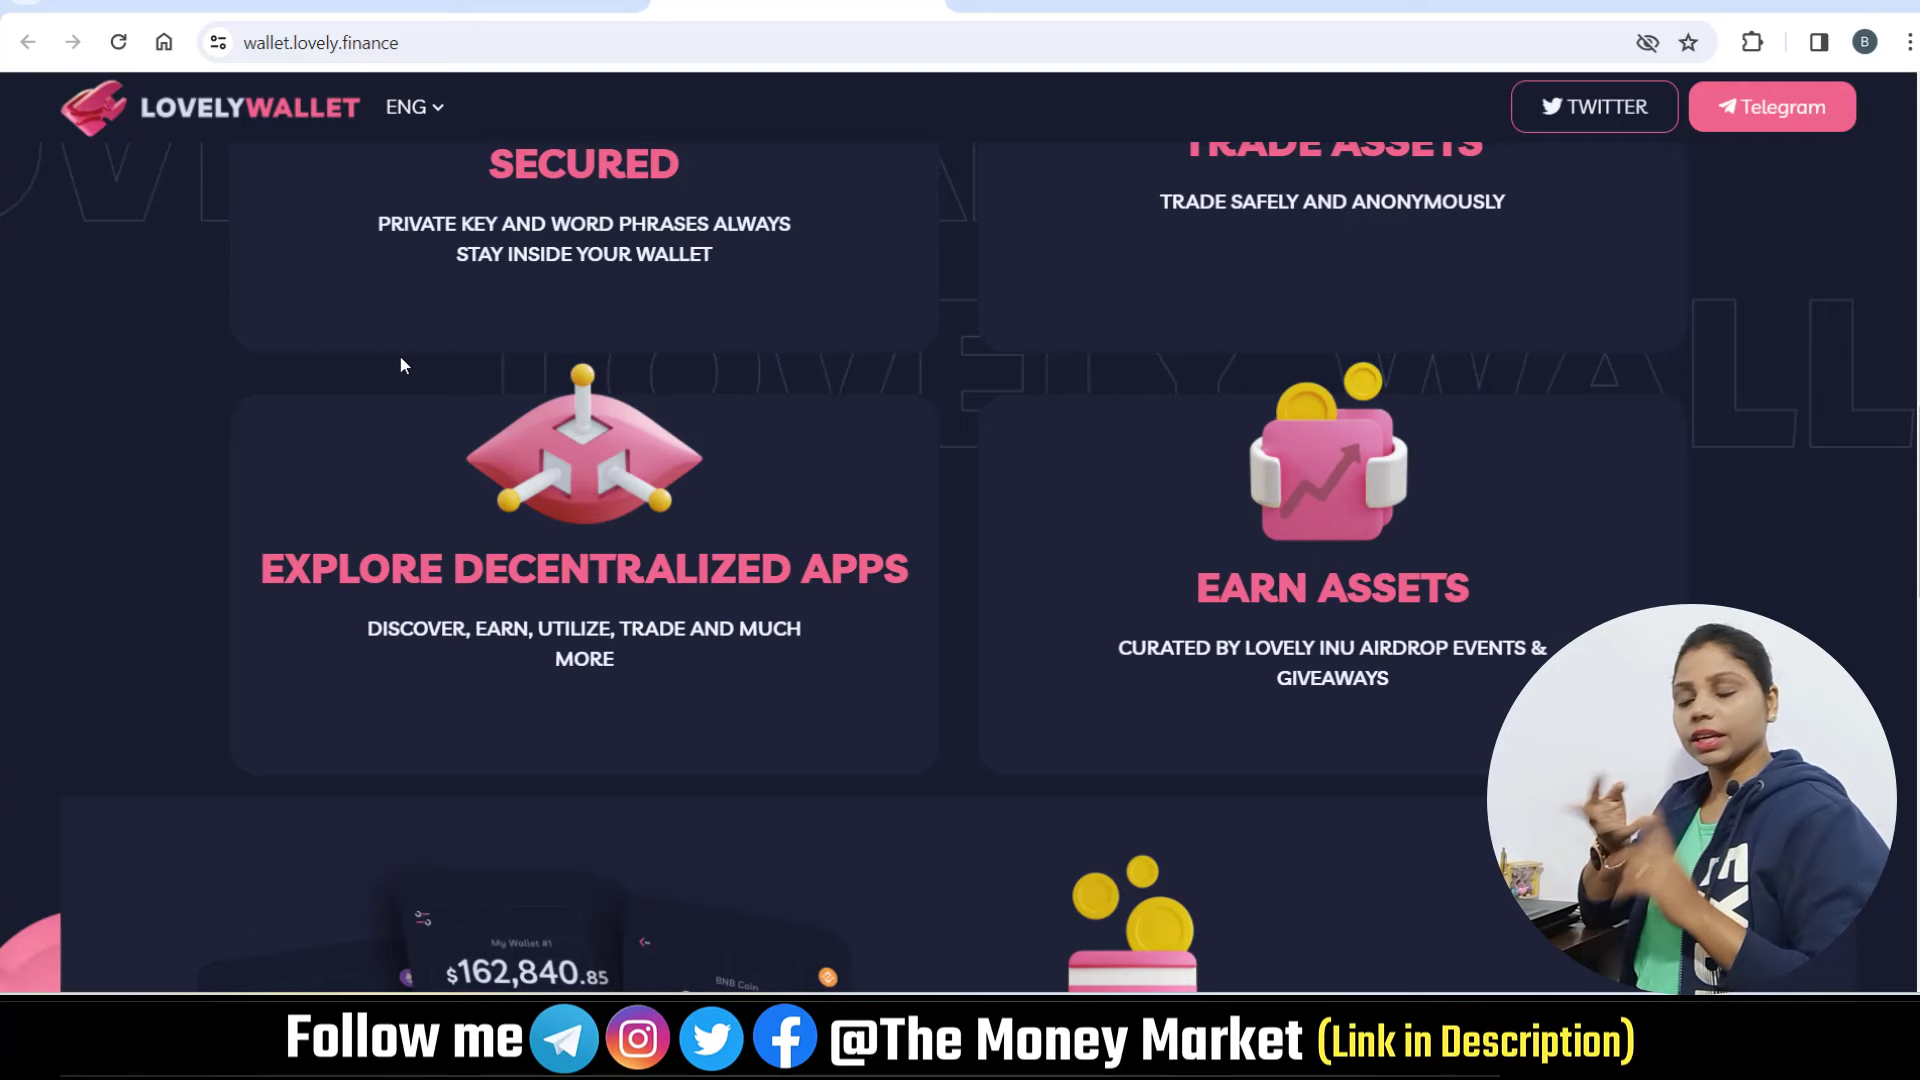 wallet.lovely.finance
B
LOVELYWALLET
ENG
TWITTER
Telegram
SECURED
PRIVATE KEY AND WORD PHRASES ALWAYS
STAY INSIDE YOUR WALLET
TRADE ASSETS
TRADE SAFELY AND ANONYMOUSLY
EXPLORE DECENTRALIZED APPS
DISCOVER, EARN, UTILIZE, TRADE AND MUCH
MORE
EARN ASSETS
CURATED BY LOVELY INU AIRDROP EVENTS &
GIVEAWAYS
My Wallet #1
$162,840.85
BNB Coin
Follow me @The Money Market (Link in Description)